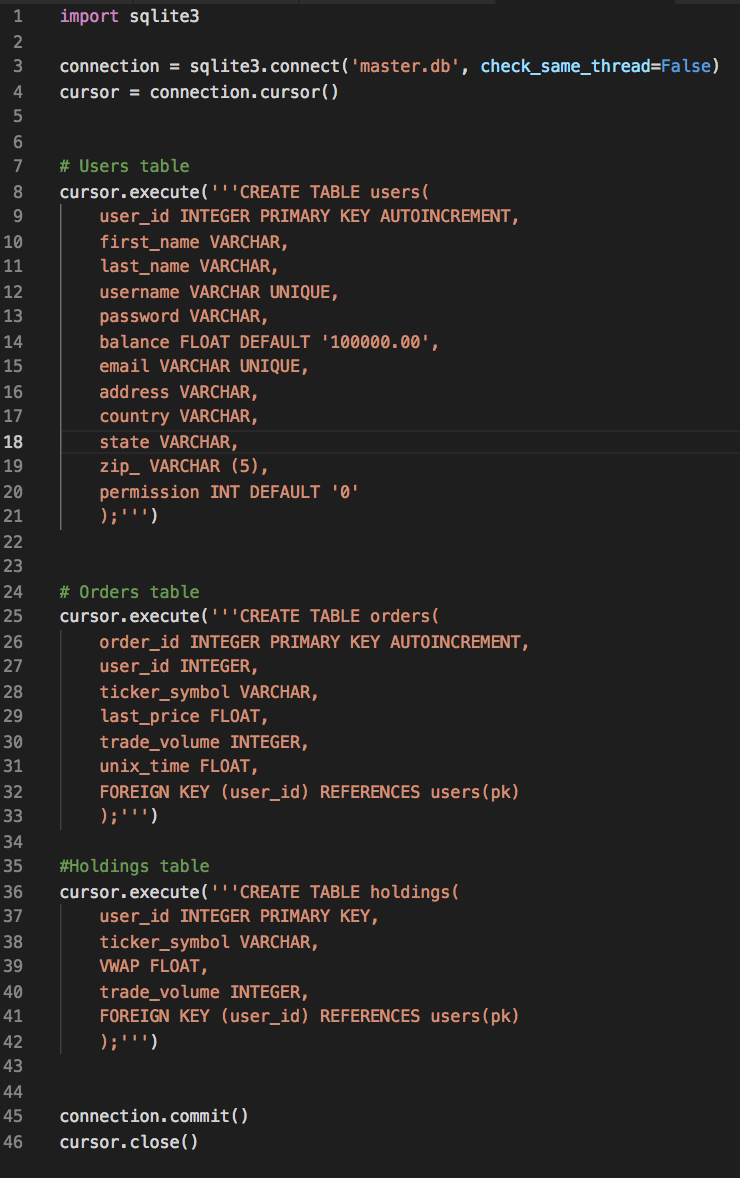 1 import sqlite3
2
3 connection = sqlite3.connect('master.db', check_same_thread=False)
4 cursor = connection.cursor()
5
6
7 # Users table
8 cursor.execute('''CREATE TABLE users(
9     user_id INTEGER PRIMARY KEY AUTOINCREMENT,
10     first_name VARCHAR,
11     last_name VARCHAR,
12     username VARCHAR UNIQUE,
13     password VARCHAR,
14     balance FLOAT DEFAULT '100000.00',
15     email VARCHAR UNIQUE,
16     address VARCHAR,
17     country VARCHAR,
18     state VARCHAR,
19     zip_ VARCHAR (5),
20     permission INT DEFAULT '0'
21     );''')
22
23
24 # Orders table
25 cursor.execute('''CREATE TABLE orders(
26     order_id INTEGER PRIMARY KEY AUTOINCREMENT,
27     user_id INTEGER,
28     ticker_symbol VARCHAR,
29     last_price FLOAT,
30     trade_volume INTEGER,
31     unix_time FLOAT,
32     FOREIGN KEY (user_id) REFERENCES users(pk)
33     );''')
34
35 #Holdings table
36 cursor.execute('''CREATE TABLE holdings(
37     user_id INTEGER PRIMARY KEY,
38     ticker_symbol VARCHAR,
39     VWAP FLOAT,
40     trade_volume INTEGER,
41     FOREIGN KEY (user_id) REFERENCES users(pk)
42     );''')
43
44
45 connection.commit()
46 cursor.close()